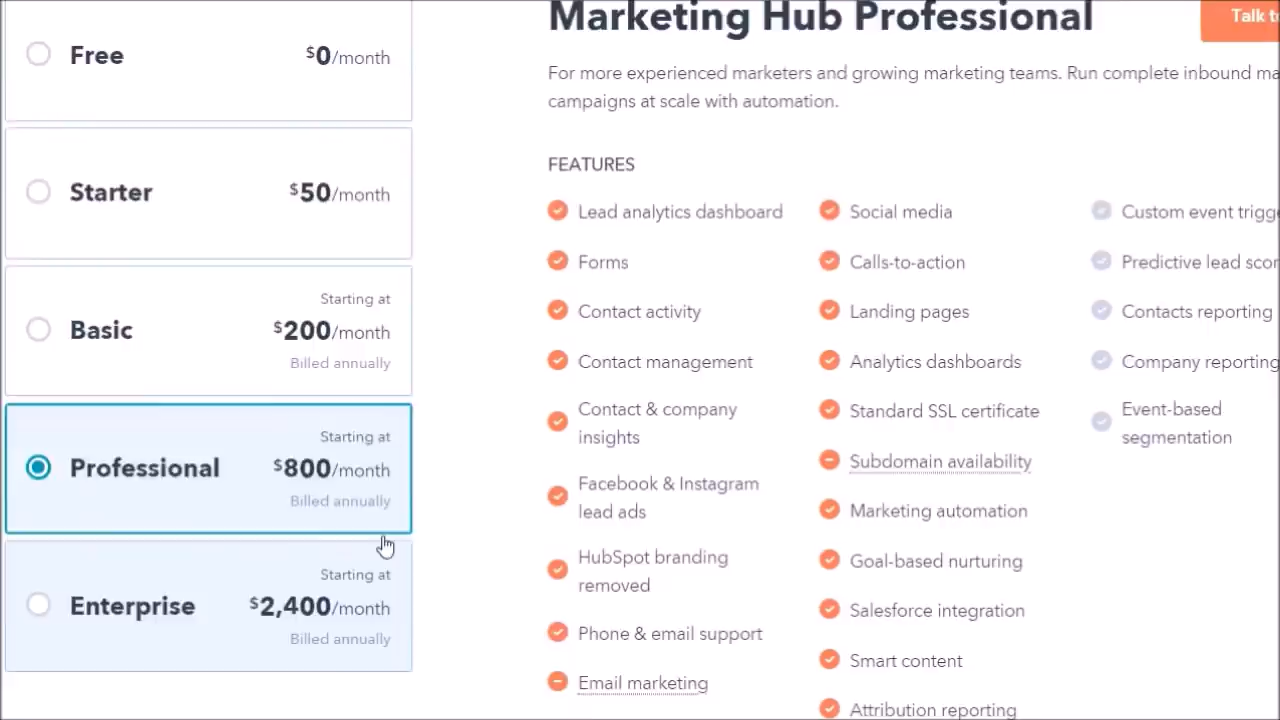 Free
$0/month
Starter
$50/month
Starting at
Basic
$200/month
Billed annually
Starting at
Professional
$800/month
Billed annually
Starting at
Enterprise
$2,400/month
Billed annually
Marketing Hub Professional
Talk
For more experienced marketers and growing marketing teams. Run complete inbound
campaigns at scale with automation.
FEATURES
Lead analytics dashboard
Forms
Contact activity
Contact management
Contact & company
insights
Facebook & Instagram
lead ads
HubSpot branding
removed
Phone & email support
Email marketing
Social media
Calls-to-action
Landing pages
Analytics dashboards
Standard SSL certificate
Subdomain availability
Marketing automation
Goal-based nurturing
Salesforce integration
Smart content
Attribution reporting
Custom event
Predictive lead
Contacts reporting
Company reporting
Event-based
segmentation